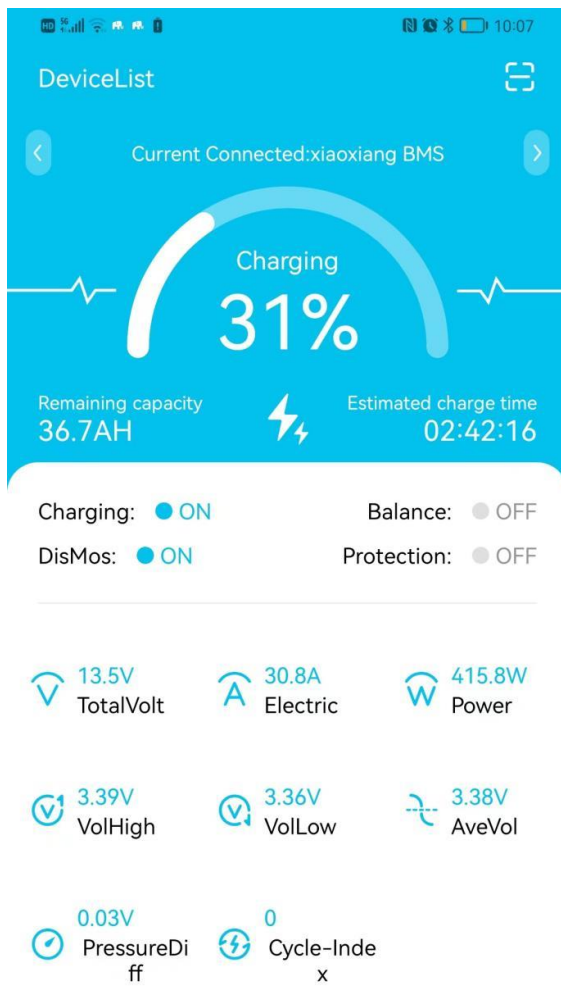 HD 5G 10:07
DeviceList
Current Connected:xiaoxiang BMS
Charging
31%
Remaining capacity
36.7AH
Estimated charge time
02:42:16
Charging: ON
Balance: OFF
DisMos: ON
Protection: OFF
V
13.5V
TotalVolt
A
30.8A
Electric
W
415.8W
Power
V
3.39V
VolHigh
V
3.36V
VolLow
3.38V
AveVol
0.03V
PressureDi
ff
0
Cycle-Inde
x